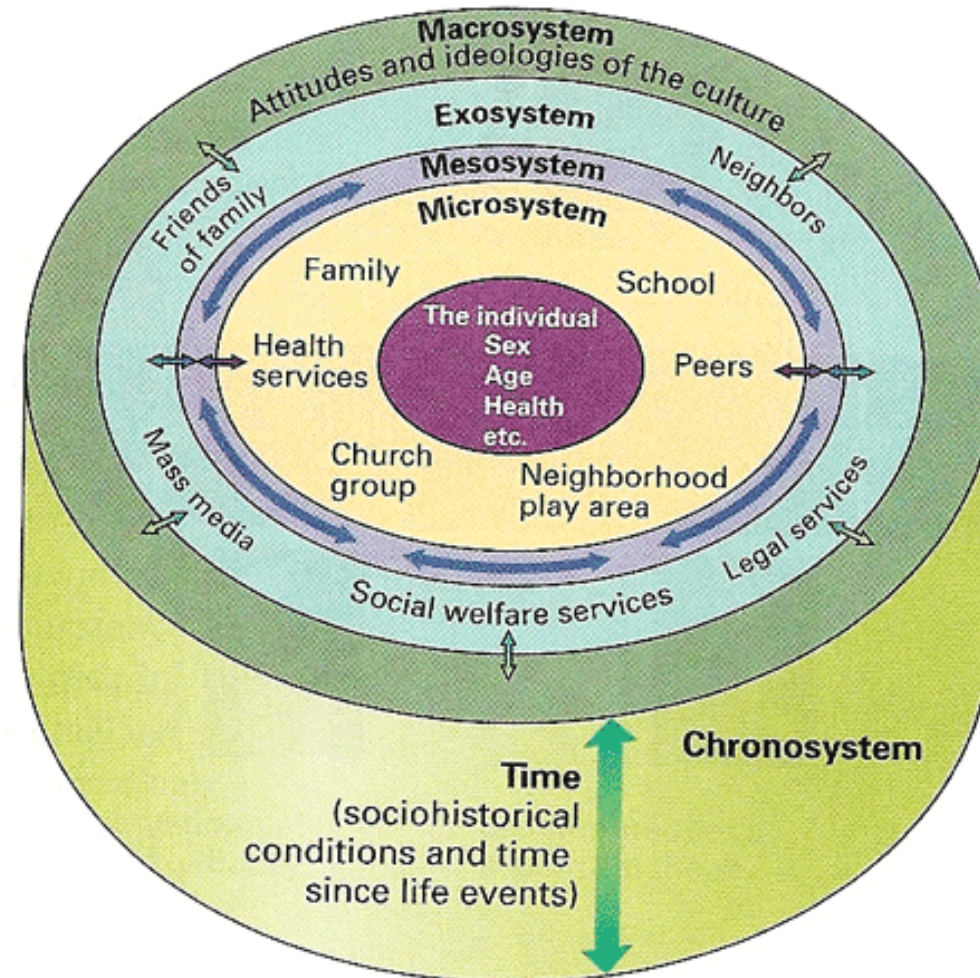 Macrosystem
Attitudes and ideologies of the culture
Exosystem
Mesosystem
Microsystem
Friends
of family
Neighbors
Family
School
The individual
Sex
Age
Health
etc.
Health
services
Peers
Church
group
Neighborhood
play area
Mass media
Legal services
Social welfare services
Chronosystem
Time
(sociohistorical
conditions and time
since life events)